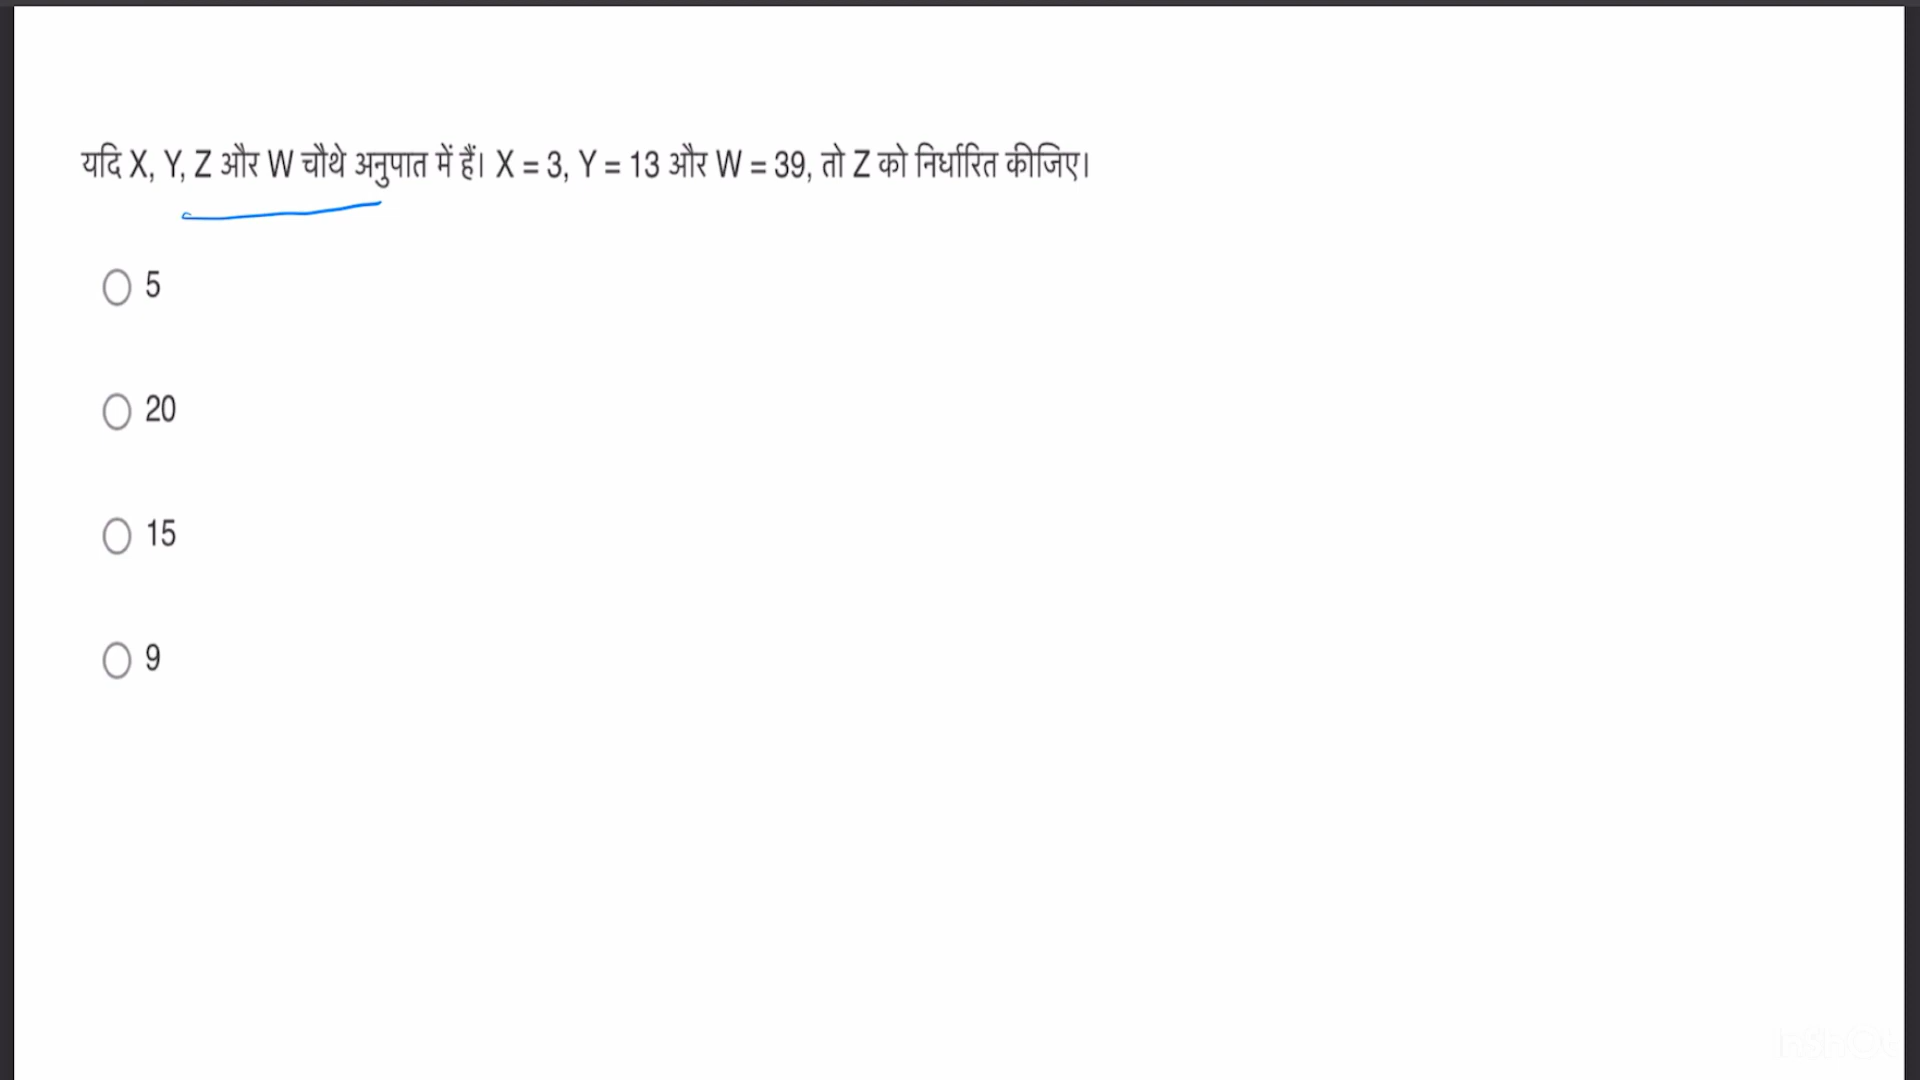 यदि X, Y, Z और W चौथे अनुपात में हैं। X = 3, Y = 13 और W = 39, तो Z को निर्धारित कीजिए।
5
20
15
9